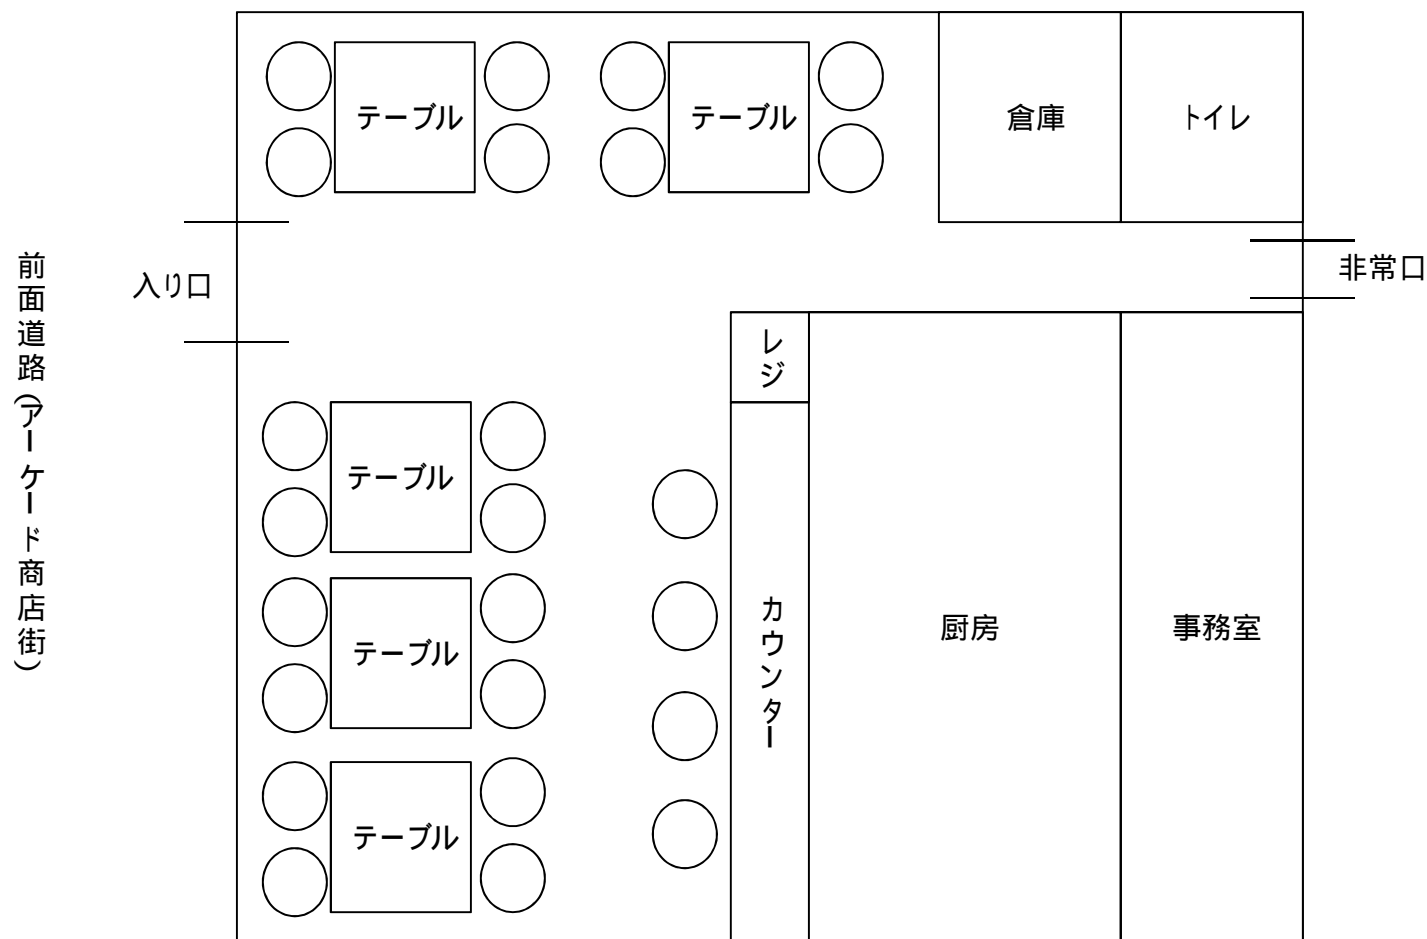 テーブル
テーブル
倉庫
トイレ
前面道路(アーケード商店街)
入り口
非常口
レジ
テーブル
カウンター
厨房
事務室
テーブル
テーブル